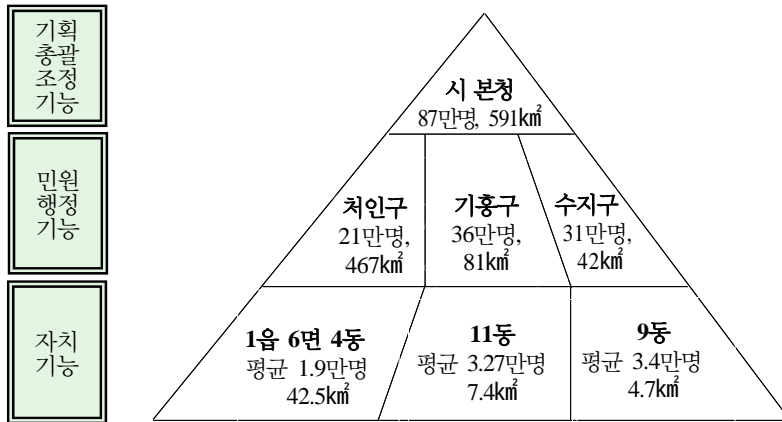 기획
총괄
조정
기능
시 본청
87만명, 591㎢
민원
행정
기능
처인구
21만명,
467㎢
기흥구
36만명,
81㎢
수지구
31만명,
42㎢
자치
기능
1읍 6면 4동
평균 1.9만명
42.5㎢
11동
평균 3.27만명
7.4㎢
9동
평균 3.4만명
4.7㎢